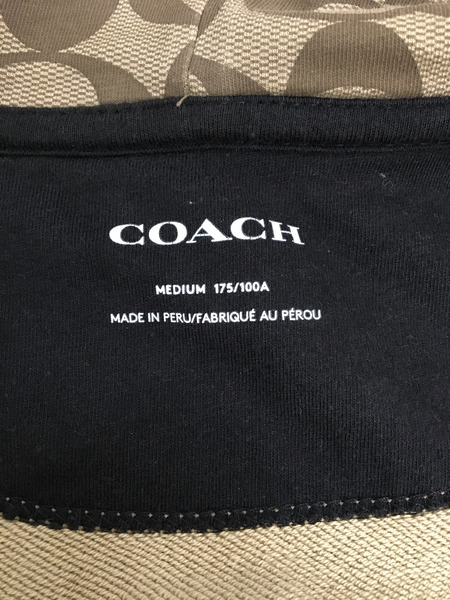 COACH
MEDIUM 175/100A
MADE IN PERU/FABRIQUÉ AU PÉROU